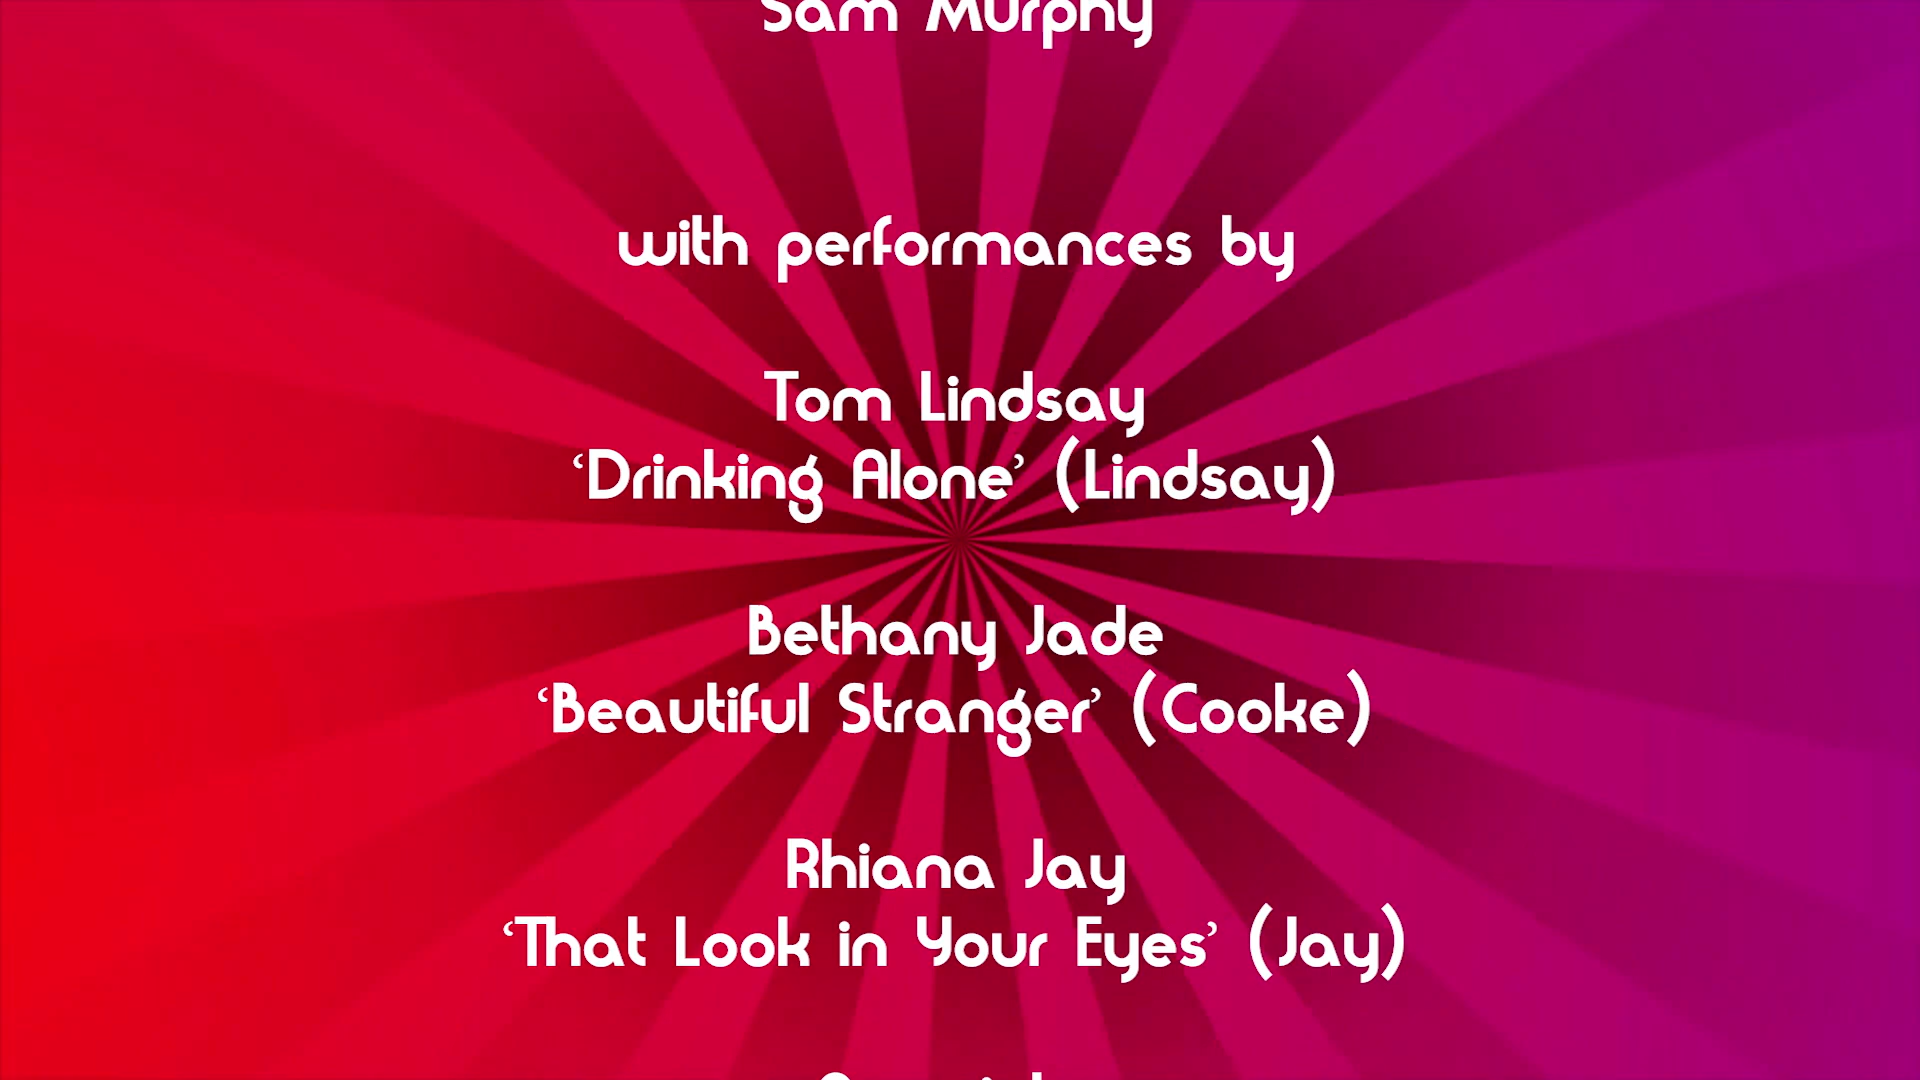 Sam Murphy
with performances by
Tom Lindsay
‘Drinking Alone’ (Lindsay)
Bethany Jade
‘Beautiful Stranger’ (Cooke)
Rhiana Jay
‘That Look in Your Eyes’ (Jay)